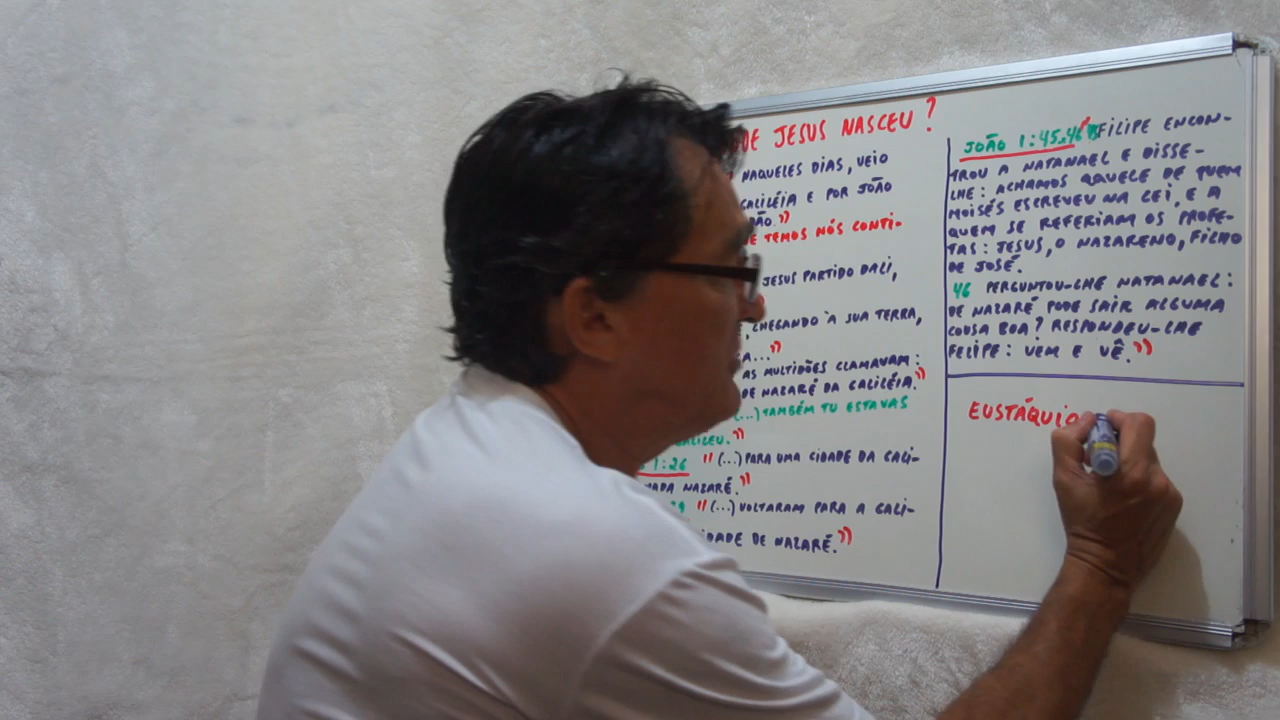 DE JESUS NASCEU?
NAQUELES DIAS, VEIO
GALILÉIA E POR JOÃO
DÃO."
TEMOS NÓS CONTI-
JESUS PARTIDO DALI,
, CHEGANDO À SUA TERRA,
A..."
AS MULTIDÕES CLAMAVAM:
DE NAZARÉ DA GALILÉIA."
(...) TAMBÉM TU ESTAVAS
GALILEU."
1:26 "(...) PARA UMA CIDADE DA GALI-
MADA NAZARÉ."
"(...) VOLTARAM PARA A GALI-
IDADE DE NAZARÉ."
JOÃO 1:45,46 FILIPE ENCON-
TROU A NATANAEL E DISSE-
LHE: ACHAMOS AQUELE DE QUEM
MOISÉS ESCREVEU NA LEI, E A
QUEM SE REFERIAM OS PROFE-
TAS: JESUS, O NAZARENO, FILHO
DE JOSÉ.
46 PERGUNTOU-LHE NATANAEL:
DE NAZARÉ PODE SAIR ALGUMA
COUSA BOA? RESPONDEU-LHE
FELIPE: VEM E VÊ."
EUSTÁQUIO